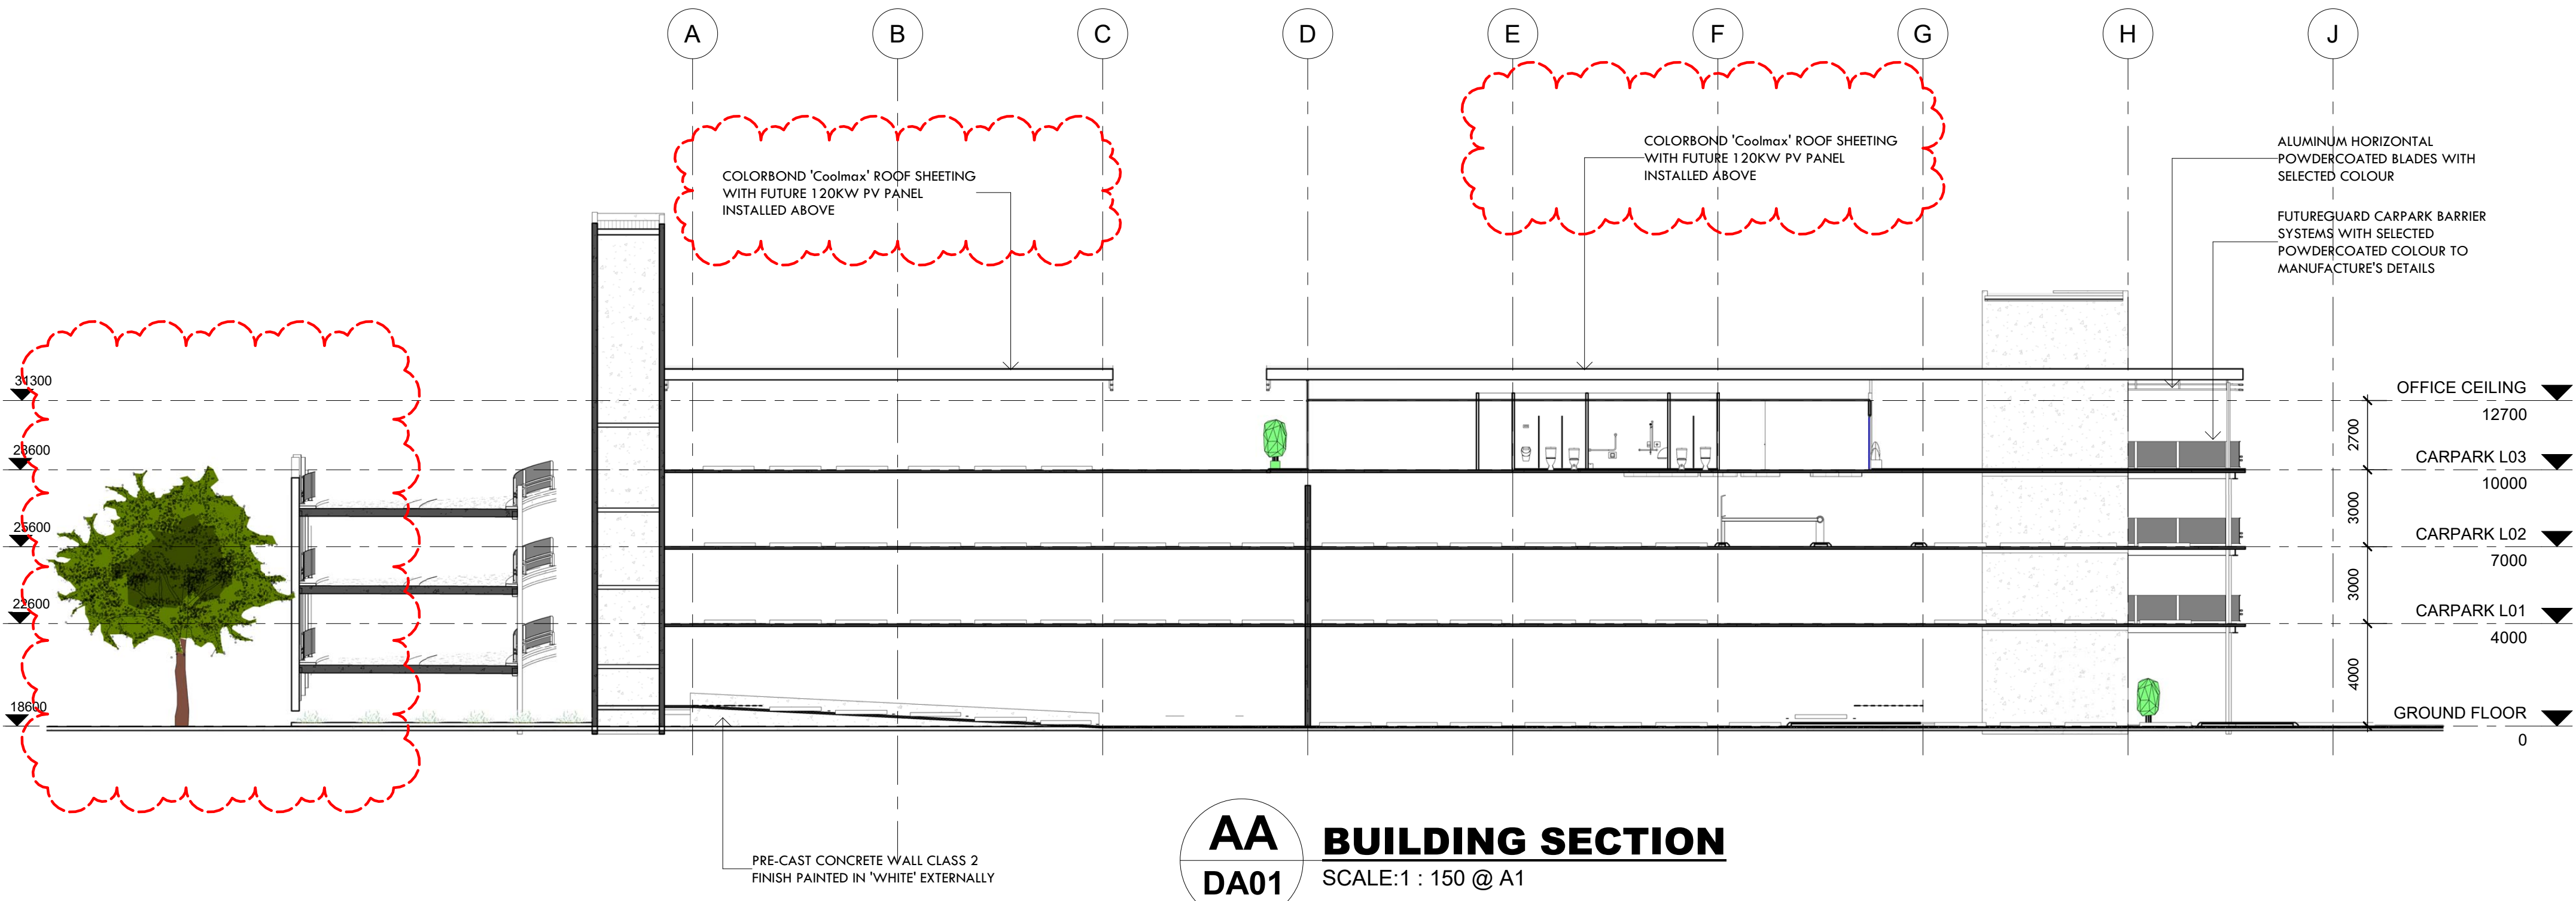 A B C D E F G H J
COLORBOND 'Coolmax' ROOF SHEETING
WITH FUTURE 120KW PV PANEL
INSTALLED ABOVE
COLORBOND 'Coolmax' ROOF SHEETING
WITH FUTURE 120KW PV PANEL
INSTALLED ABOVE
ALUMINUM HORIZONTAL
POWDERCOATED BLADES WITH
SELECTED COLOUR
FUTUREGUARD CARPARK BARRIER
SYSTEMS WITH SELECTED
POWDERCOATED COLOUR TO
MANUFACTURE'S DETAILS
31300
28600
25600
22600
18600
OFFICE CEILING
12700
2700
CARPARK L03
10000
3000
CARPARK L02
7000
3000
CARPARK L01
4000
4000
GROUND FLOOR
0
PRE-CAST CONCRETE WALL CLASS 2
FINISH PAINTED IN 'WHITE' EXTERNALLY
AA
DA01
BUILDING SECTION
SCALE:1 : 150 @ A1